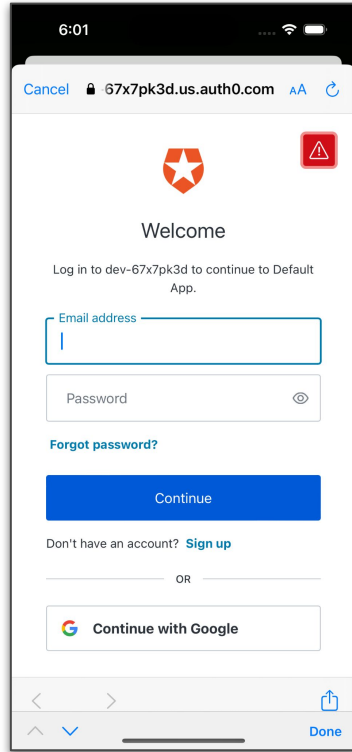 6:01
Cancel -67x7pk3d.us.auth0.com AA
Welcome
Log in to dev-67x7pk3d to continue to Default
App.
Email address
Password
Forgot password?
Continue
Don't have an account? Sign up
OR
Continue with Google
Done